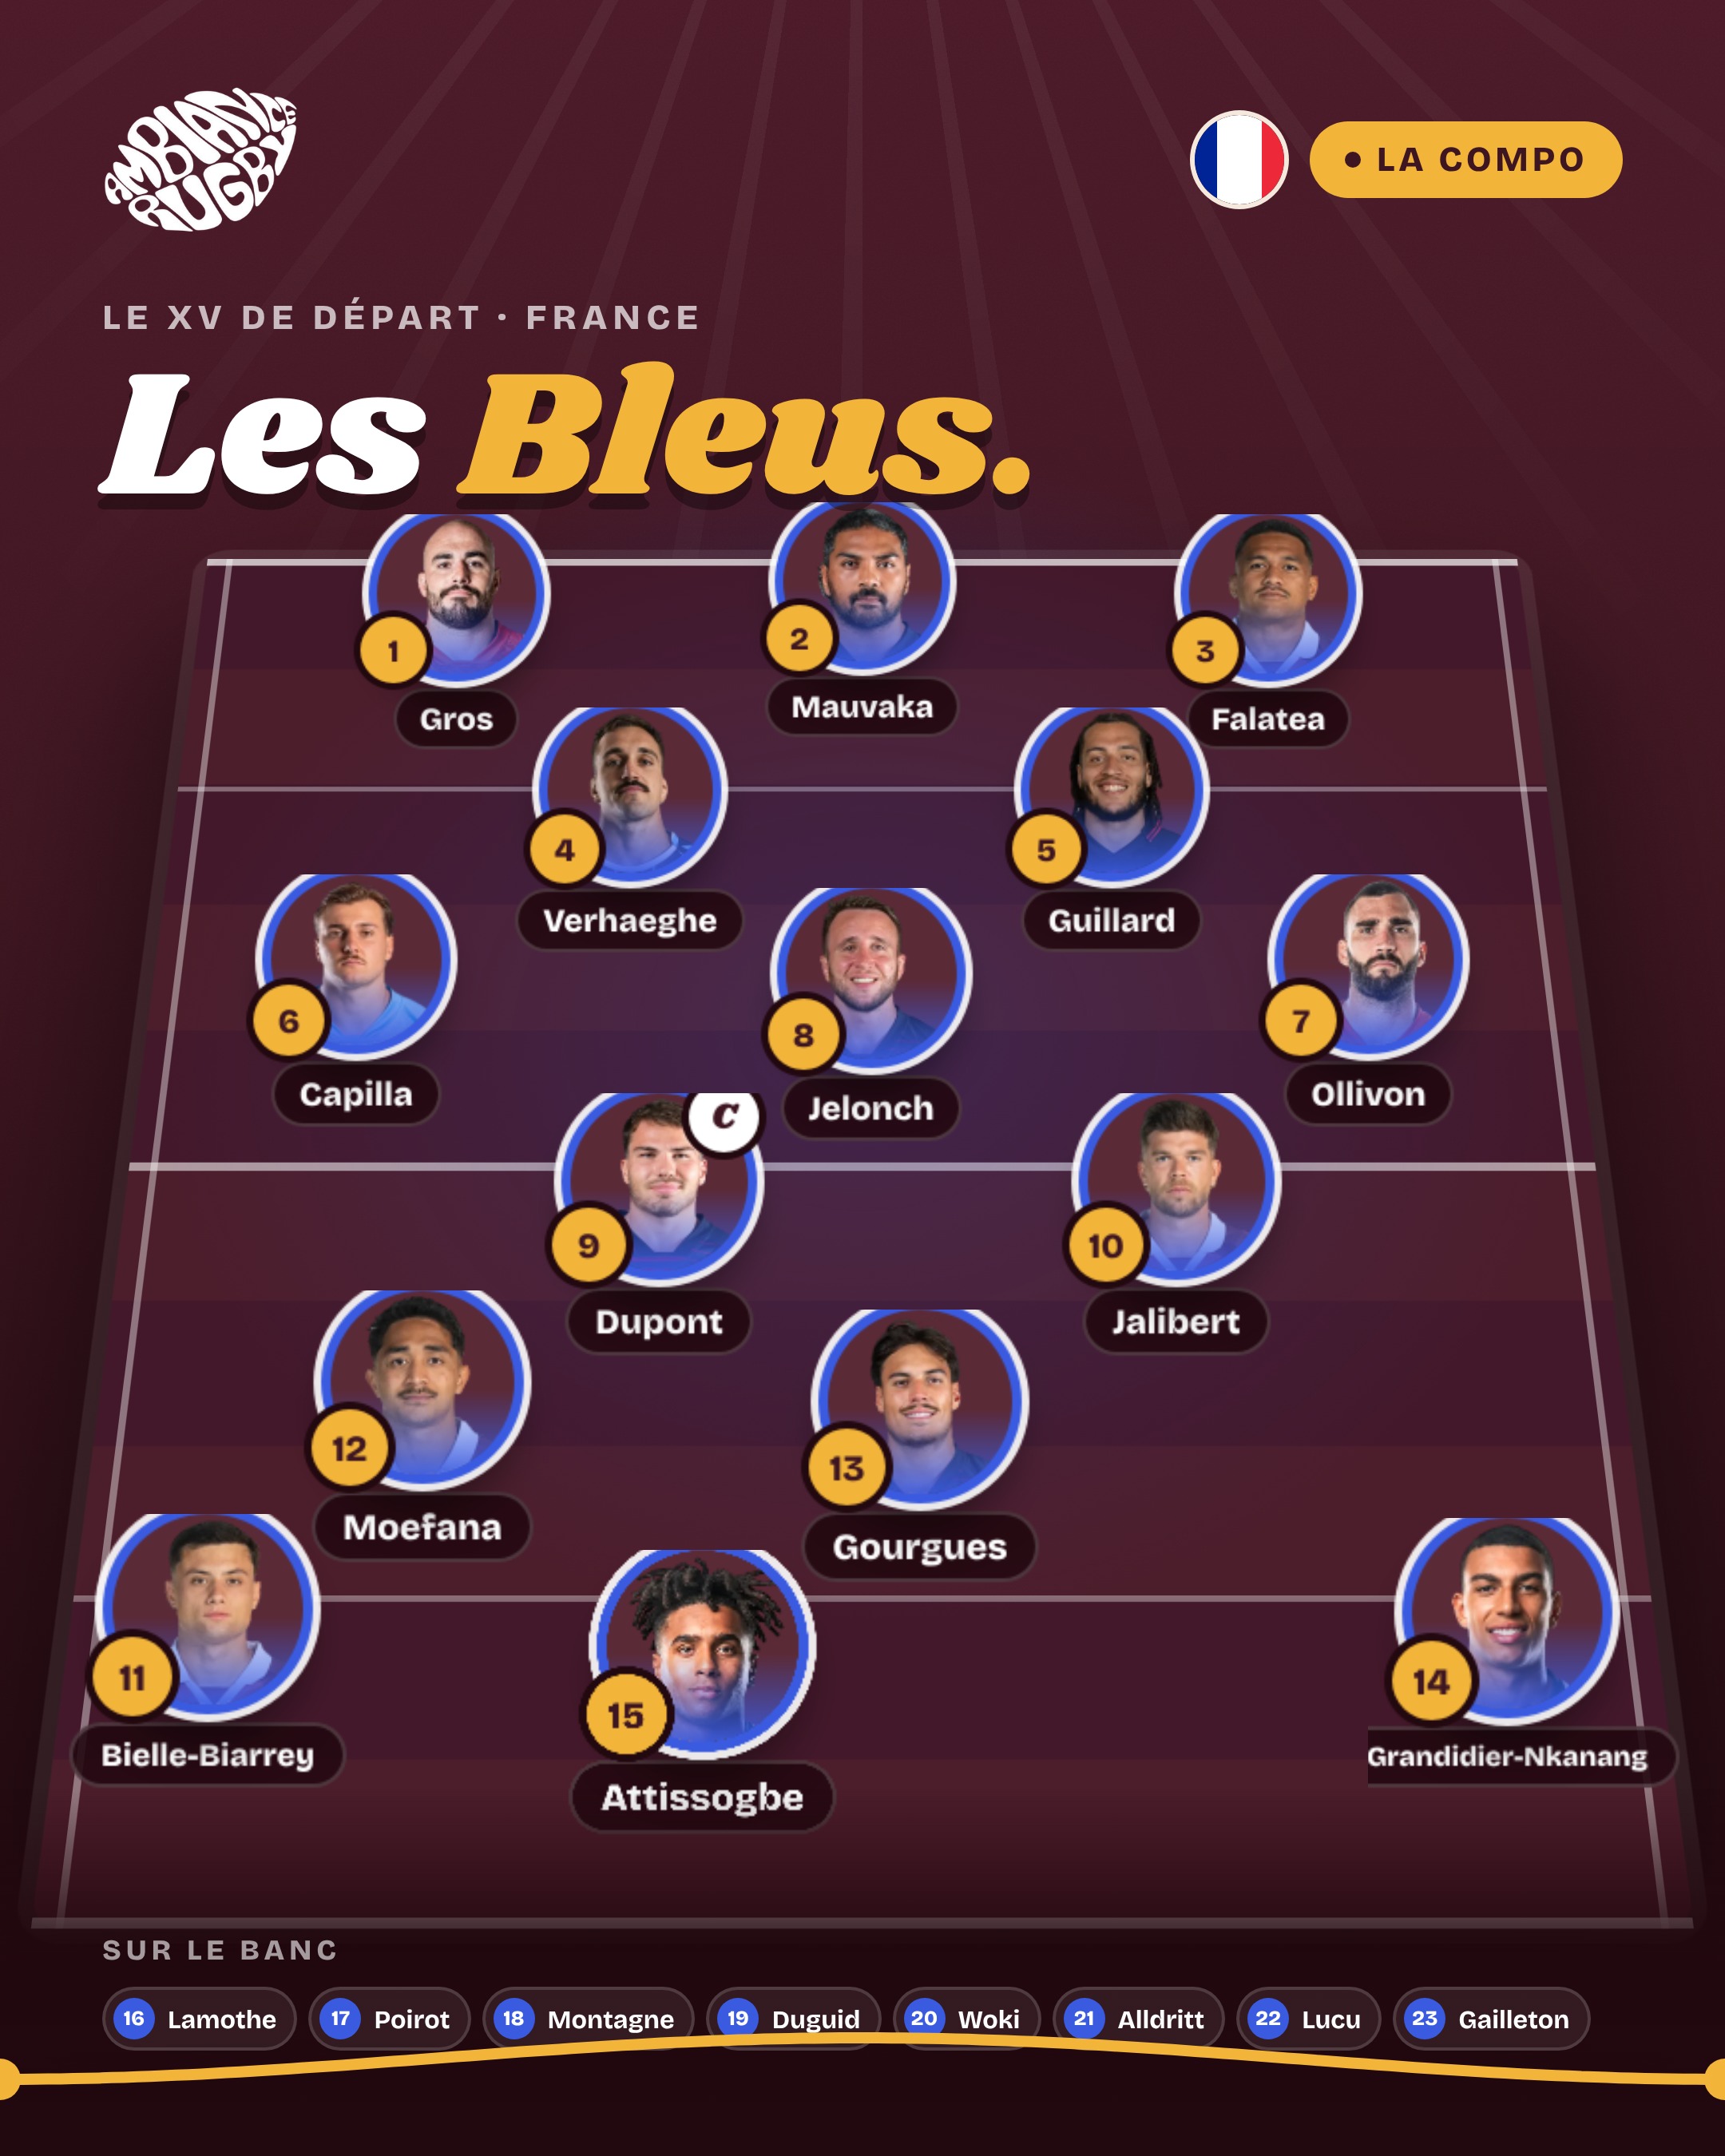 AMBIANCE
RUGBY
• LA COMPO
LE XV DE DÉPART · FRANCE
Les Bleus.
1
Gros
2
Mauvaka
3
Falatea
4
Verhaeghe
5
Guillard
6
Capilla
8
Jelonch
7
Ollivon
9
C
Dupont
10
Jalibert
12
Moefana
13
Gourgues
11
Bielle-Biarrey
15
Attissogbe
14
Grandidier-Nkanang
SUR LE BANC
16 Lamothe 17 Poirot 18 Montagne 19 Duguid 20 Woki 21 Alldritt 22 Lucu 23 Gailleton